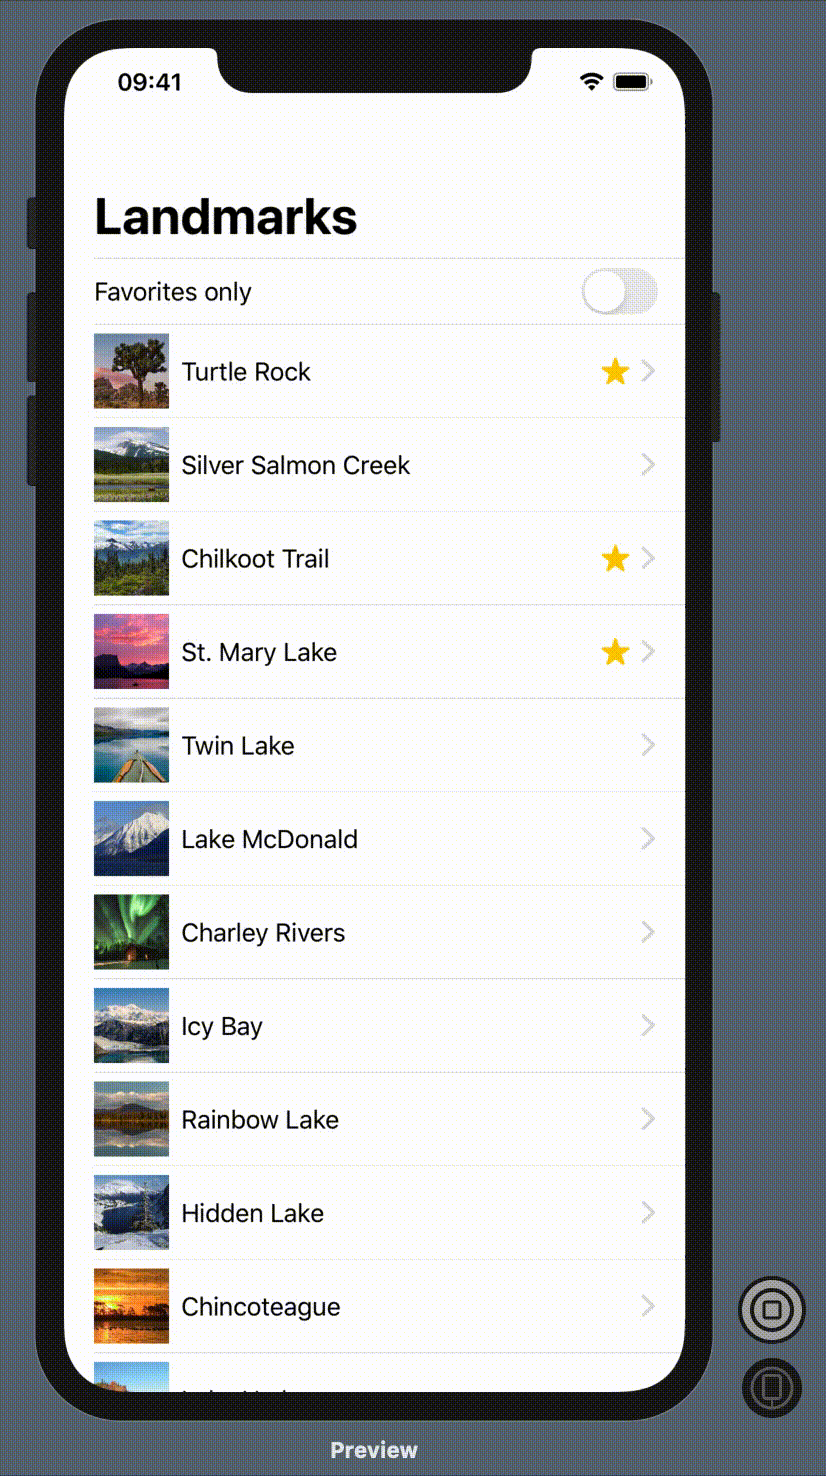 09:41
Landmarks
Favorites only
Turtle Rock
Silver Salmon Creek
Chilkoot Trail
St. Mary Lake
Twin Lake
Lake McDonald
Charley Rivers
Icy Bay
Rainbow Lake
Hidden Lake
Chincoteague
Preview